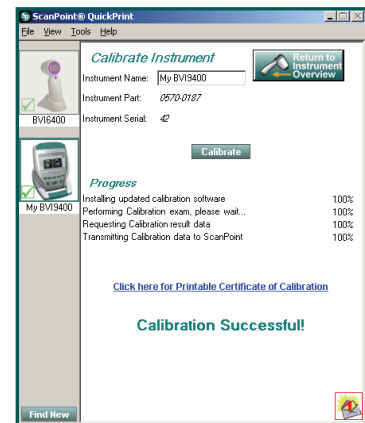 ScanPoint® QuickPrint
File View Tools Help
Calibrate Instrument
Return to
Instrument
Overview
Instrument Name: My BVI9400
Instrument Part: 0570-0187
Instrument Serial: 42
BVI6400
My BVI9400
Calibrate
Progress
Installing updated calibration software 100%
Performing Calibration exam, please wait... 100%
Requesting Calibration result data 100%
Transmitting Calibration data to ScanPoint 100%
Click here for Printable Certificate of Calibration
Calibration Successful!
Find New